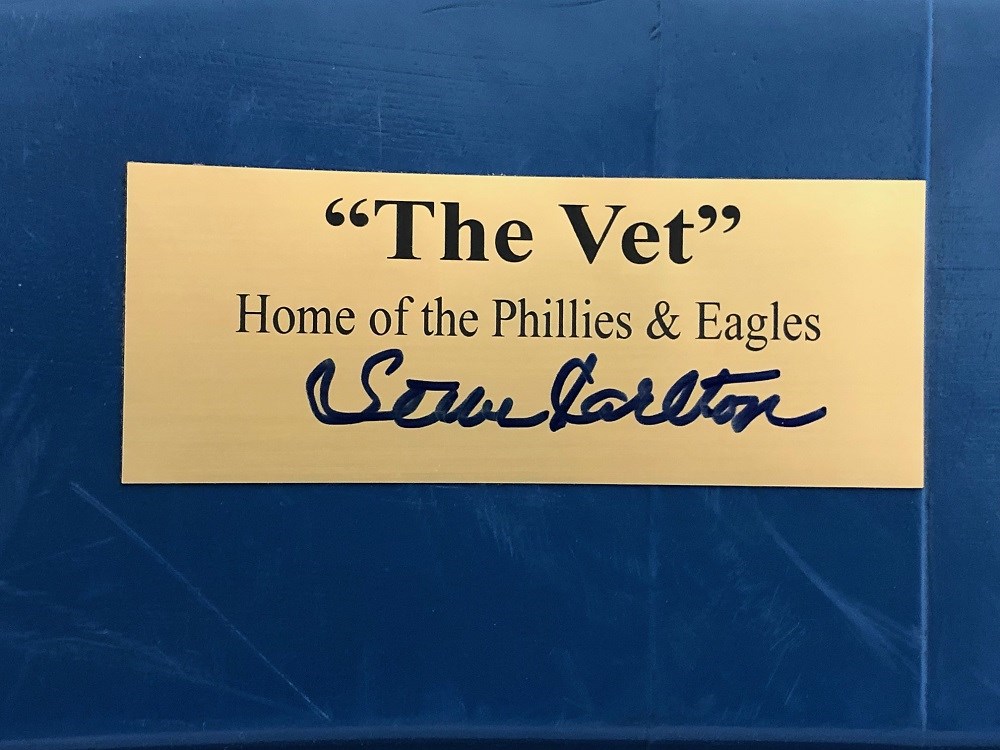 “The Vet”
Home of the Phillies & Eagles
Steve Carlton